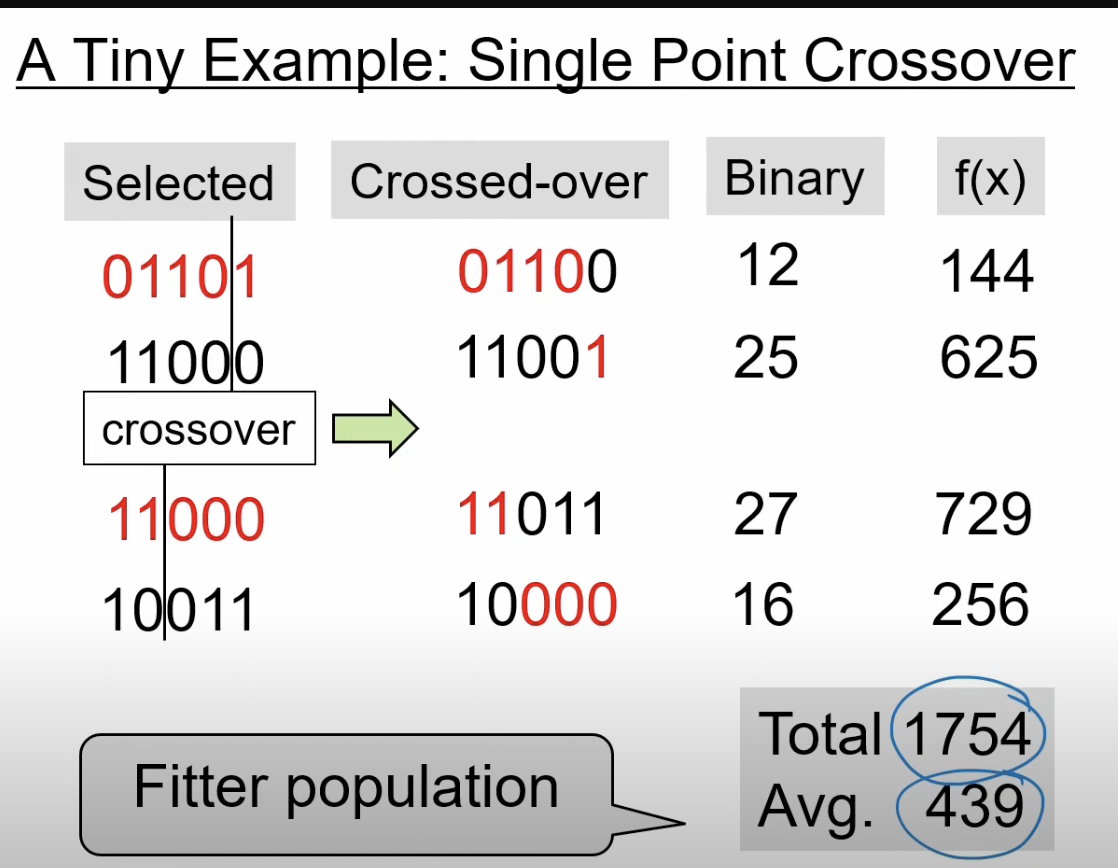 A Tiny Example: Single Point Crossover
Selected Crossed-over Binary f(x)
01101 01100 12 144
11000 11001 25 625
crossover
11000 11011 27 729
10011 10000 16 256
Total 1754
Avg. 439
Fitter population